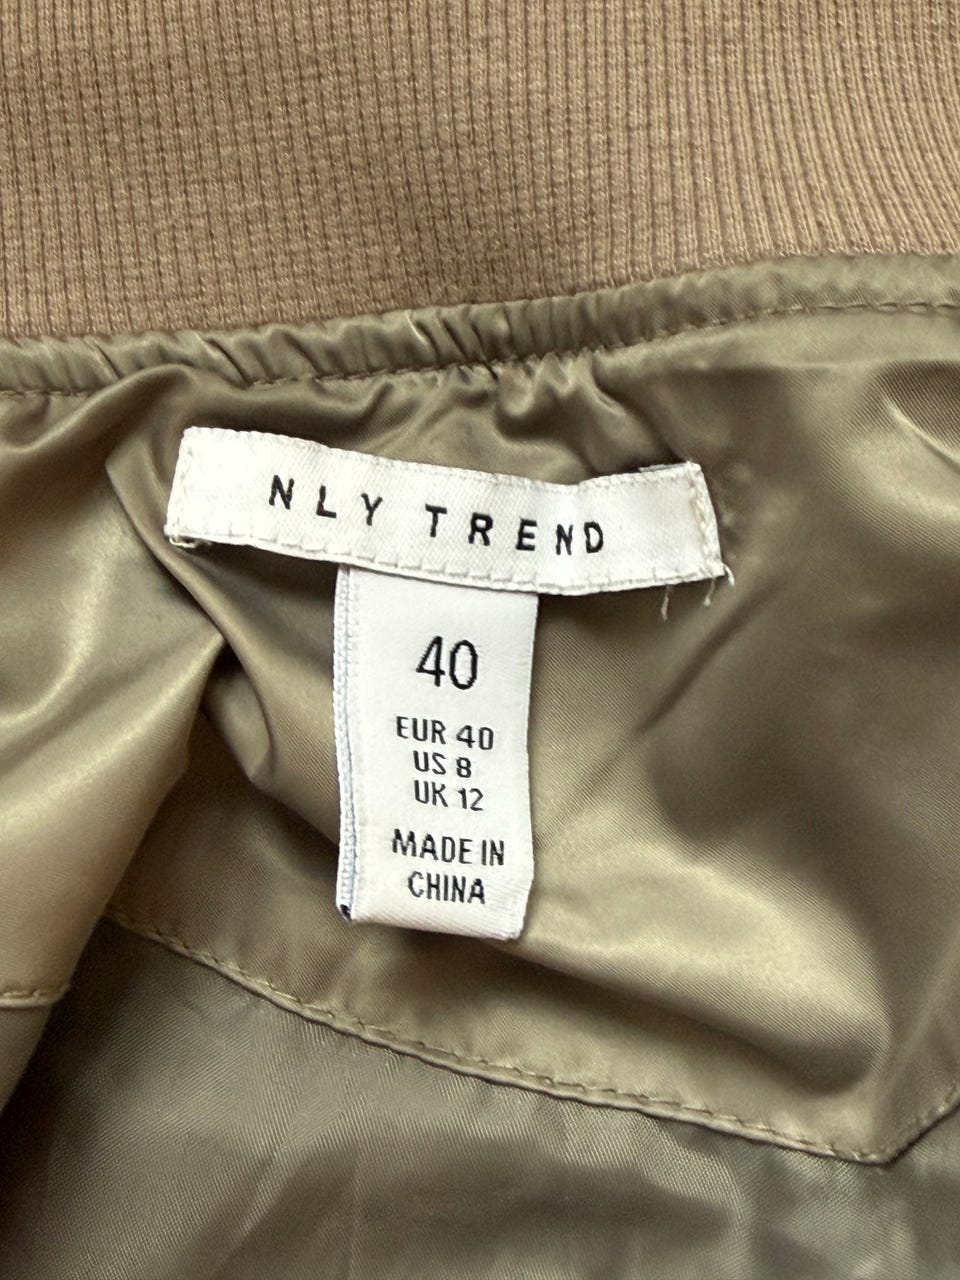 NLY TREND
40
EUR 40
US 8
UK 12
MADE IN
CHINA